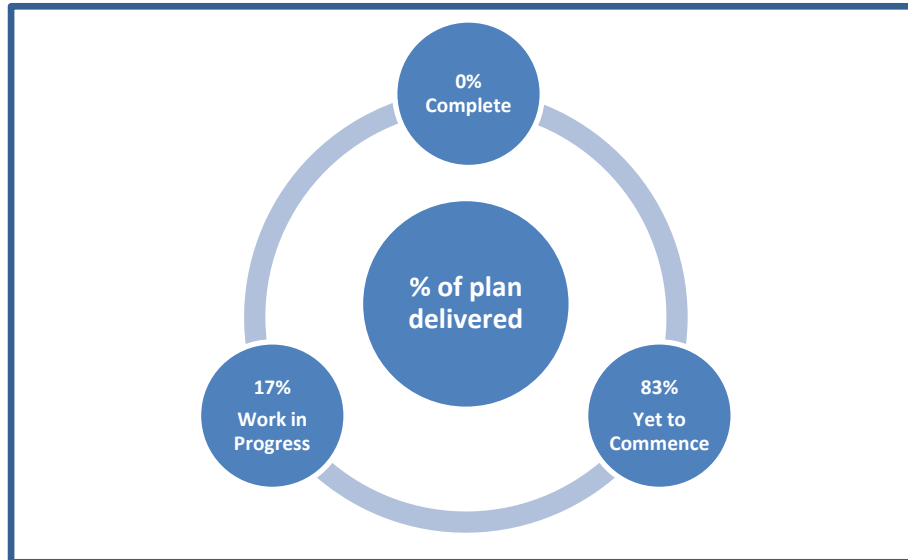 0%
Complete
% of plan
delivered
17%
Work in
Progress
83%
Yet to
Commence